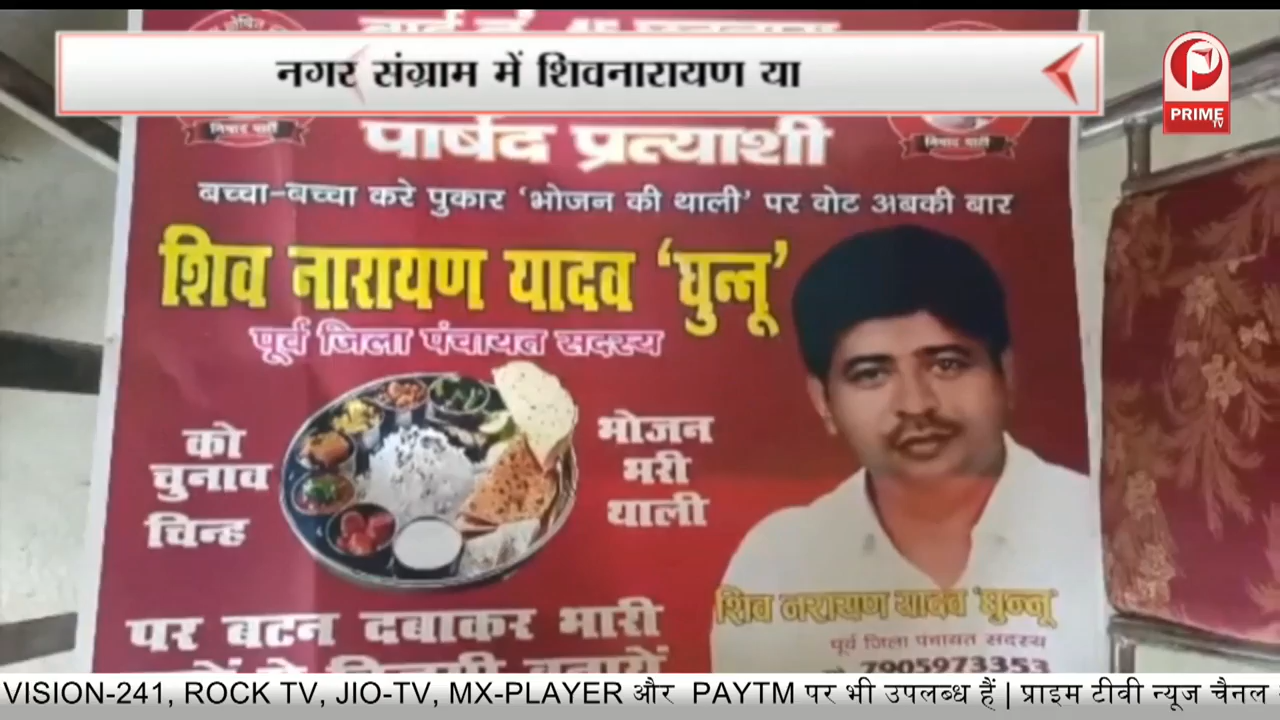 नगर संग्राम में शिवनारायण या
PRIME
TV
निषाद पार्टी
निषाद पार्टी
पार्षद प्रत्याशी
बच्चा-बच्चा करे पुकार 'भोजन की थाली' पर वोट अबकी बार
शिव नारायण यादव 'घुन्नू'
पूर्व जिला पंचायत सदस्य
को
चुनाव
चिन्ह
भोजन
भरी
थाली
शिव नरायण यादव 'घुन्नू'
पूर्व जिला पंचायत सदस्य
7905973353
पर बटन दबाकर भारी
VISION-241, ROCK TV, JIO-TV, MX-PLAYER और PAYTM पर भी उपलब्ध हैं | प्राइम टीवी न्यूज चैनल